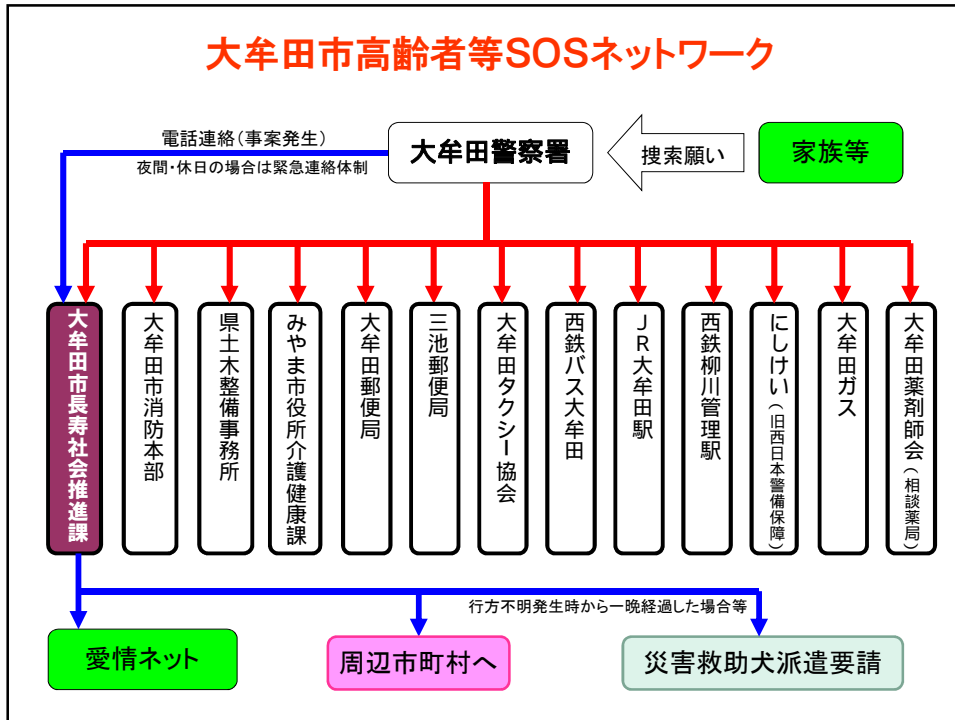 大牟田市高齢者等SOSネットワーク
電話連絡(事案発生)
夜間・休日の場合は緊急連絡体制
大牟田警察署
捜索願い
家族等
大牟田市長寿社会推進課
大牟田市消防本部
県土木整備事務所
みやま市役所介護健康課
大牟田郵便局
三池郵便局
大牟田タクシー協会
西鉄バス大牟田
JR大牟田駅
西鉄柳川管理駅
にしけい(旧西日本警備保障)
大牟田ガス
大牟田薬剤師会(相談薬局)
行方不明発生時から一晩経過した場合等
愛情ネット
周辺市町村へ
災害救助犬派遣要請